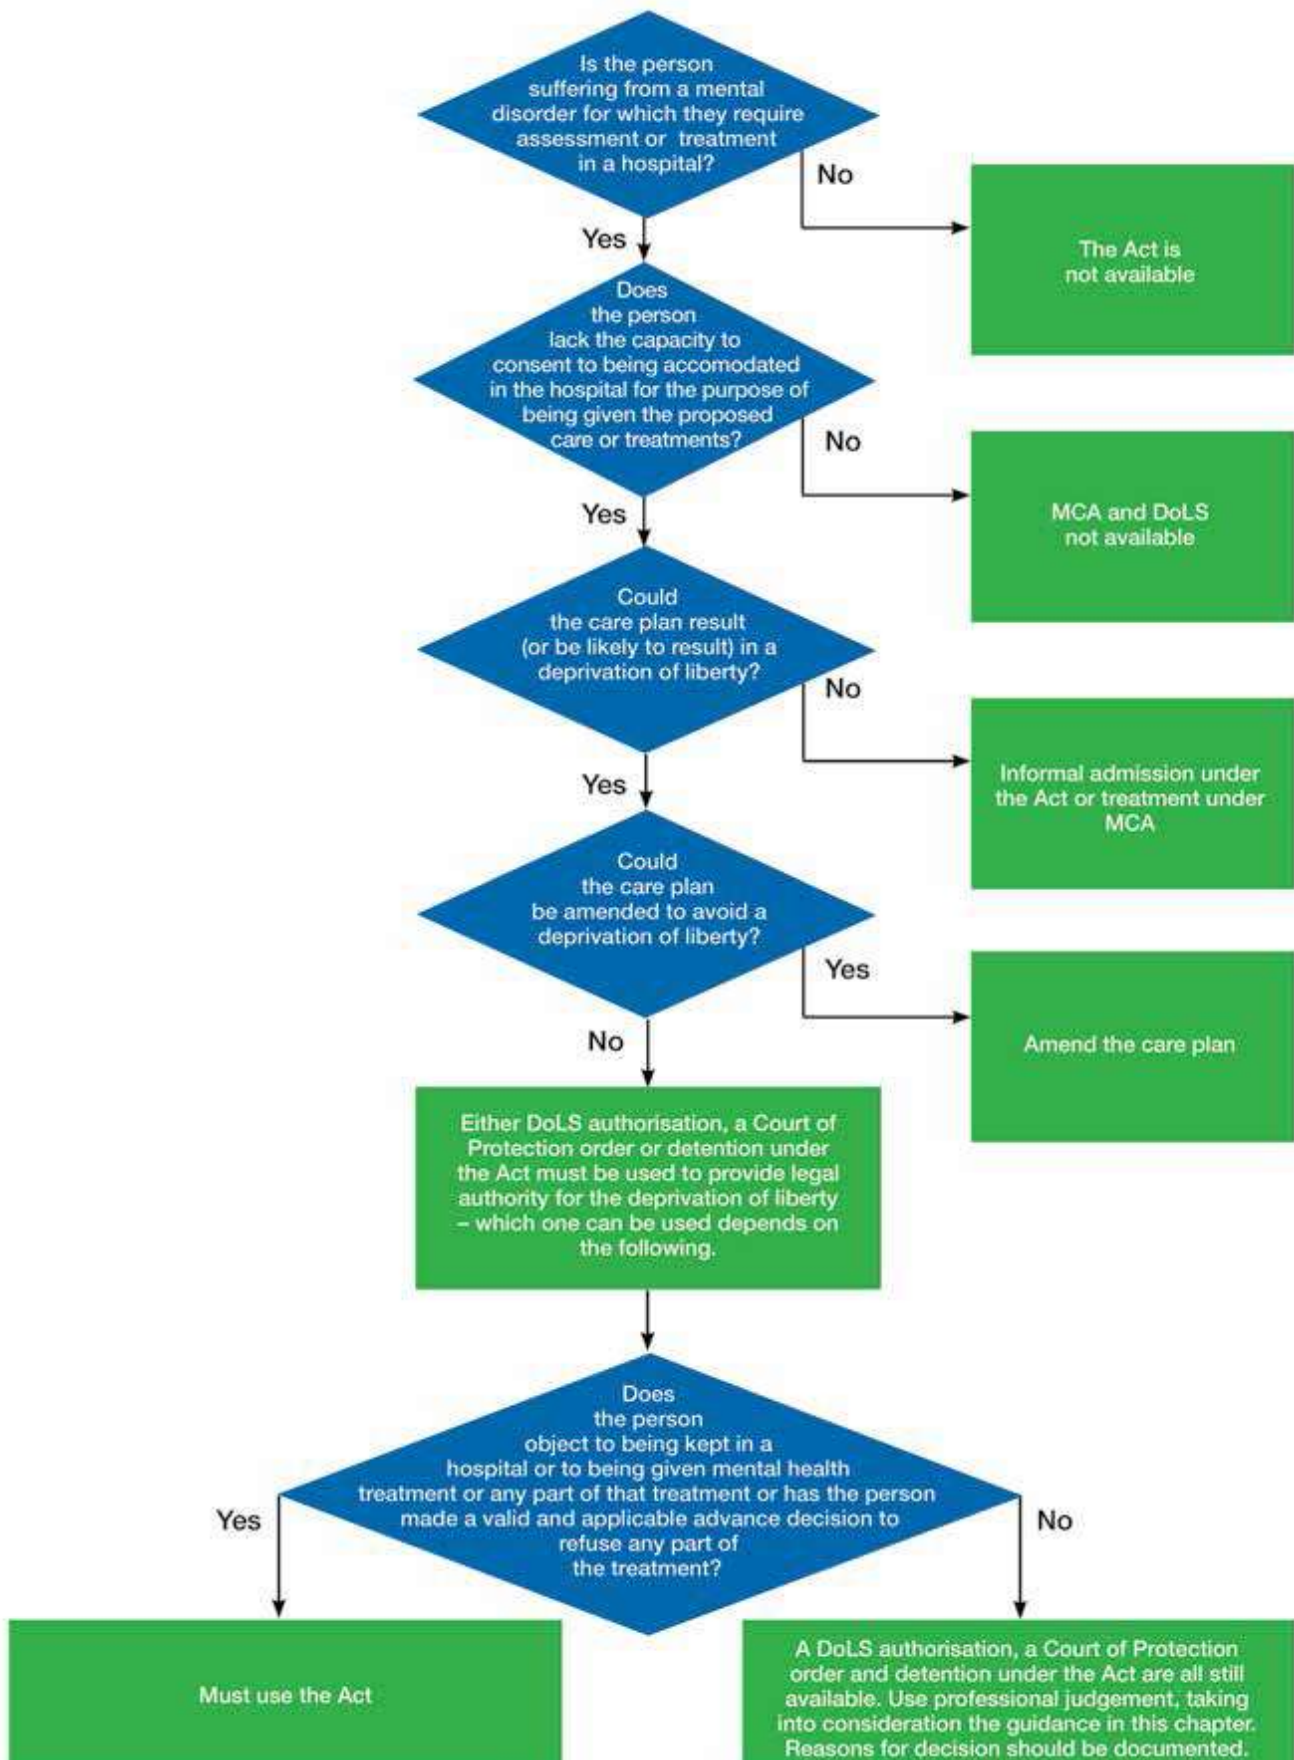 Is the person
suffering from a mental
disorder for which they require
assessment or treatment
in a hospital?
No
The Act is
not available
Yes
Does
the person
lack the capacity to
consent to being accomodated
in the hospital for the purpose of
being given the proposed
care or treatments?
No
MCA and DoLS
not available
Yes
Could
the care plan result
(or be likely to result) in a
deprivation of liberty?
No
Informal admission under
the Act or treatment under
MCA
Yes
Could
the care plan
be amended to avoid a
deprivation of liberty?
Yes
Amend the care plan
No
Either DoLS authorisation, a Court of
Protection order or detention under
the Act must be used to provide legal
authority for the deprivation of liberty
– which one can be used depends on
the following.
Does
the person
object to being kept in a
hospital or to being given mental health
treatment or any part of that treatment or has the person
made a valid and applicable advance decision to
refuse any part of
the treatment?
Yes
No
Must use the Act
A DoLS authorisation, a Court of Protection
order and detention under the Act are all still
available. Use professional judgement, taking
into consideration the guidance in this chapter.
Reasons for decision should be documented.